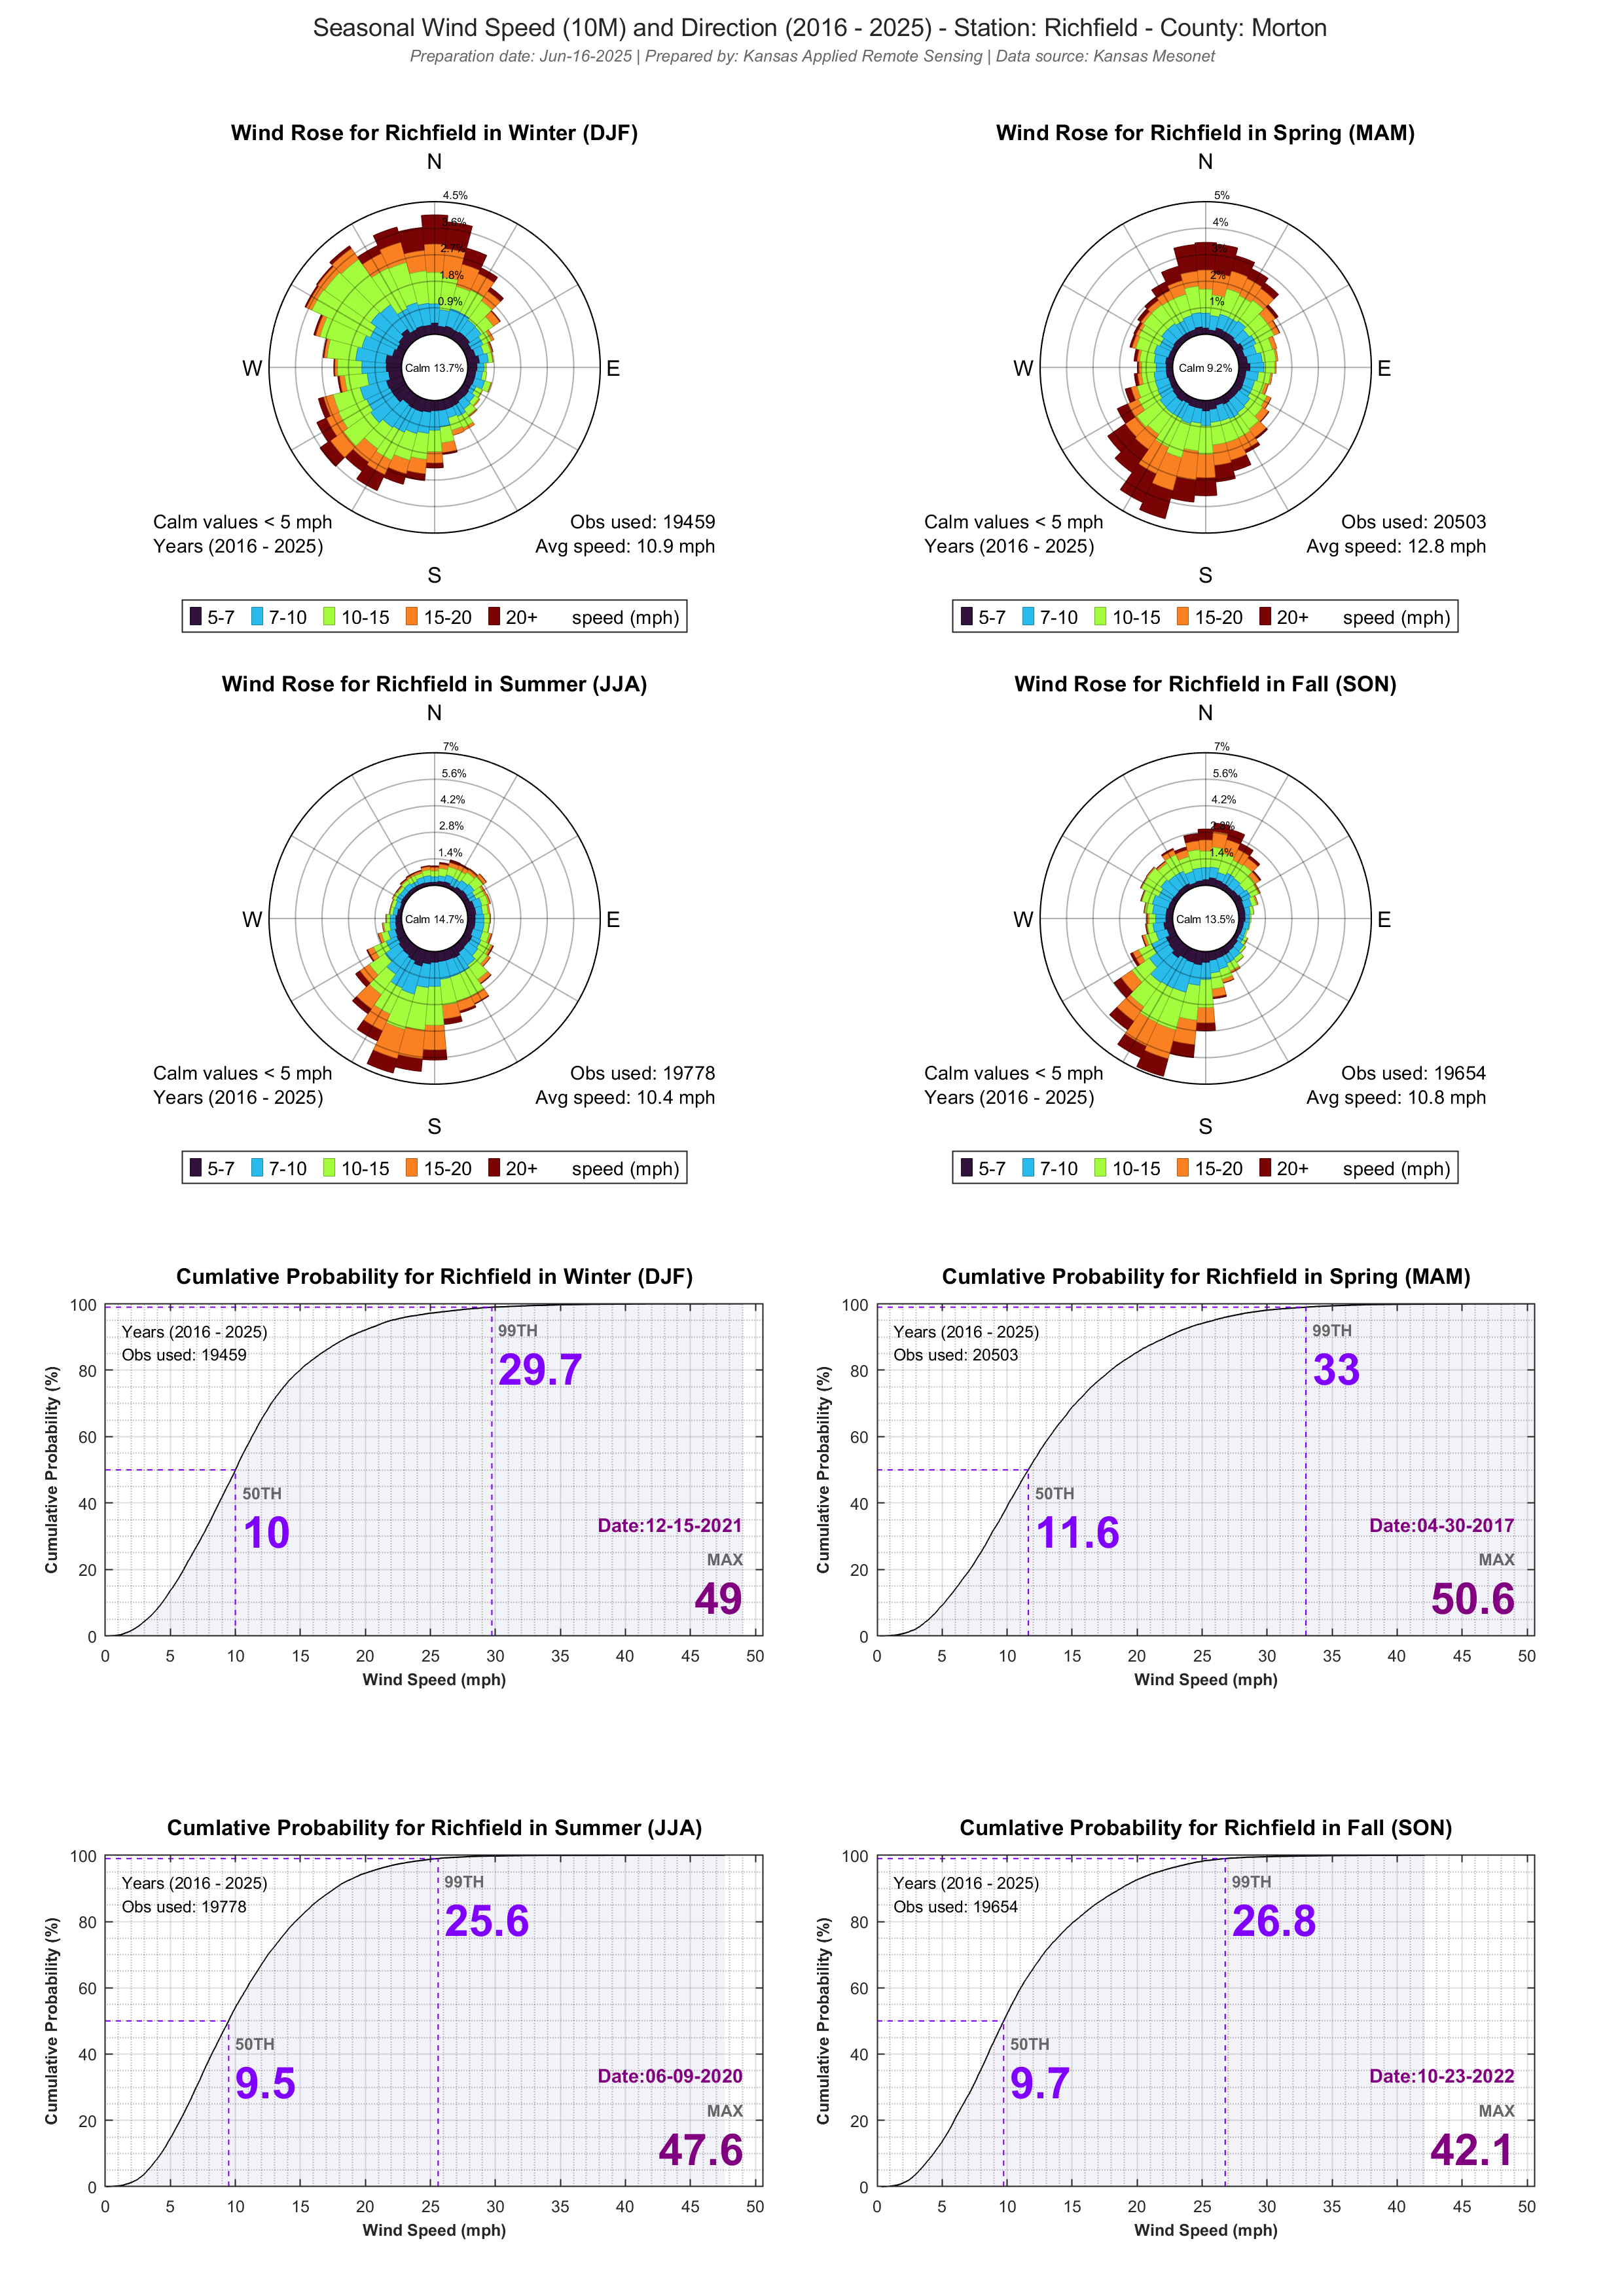 Seasonal Wind Speed (10M) and Direction (2016 - 2025) - Station: Richfield - County: Morton
Preparation date: Jun-16-2025 | Prepared by: Kansas Applied Remote Sensing | Data source: Kansas Mesonet
Wind Rose for Richfield in Winter (DJF)
N
4.5%
3.6%
2.7%
1.8%
0.9%
W
Calm 13.7%
E
Calm values < 5 mph
Obs used: 19459
Years (2016 - 2025)
Avg speed: 10.9 mph
S
5-7 7-10 10-15 15-20 20+ speed (mph)
Wind Rose for Richfield in Spring (MAM)
N
5%
4%
3%
2%
1%
W
Calm 9.2%
E
Calm values < 5 mph
Obs used: 20503
Years (2016 - 2025)
Avg speed: 12.8 mph
S
5-7 7-10 10-15 15-20 20+ speed (mph)
Wind Rose for Richfield in Summer (JJA)
N
7%
5.6%
4.2%
2.8%
1.4%
W
Calm 14.7%
E
Calm values < 5 mph
Obs used: 19778
Years (2016 - 2025)
Avg speed: 10.4 mph
S
5-7 7-10 10-15 15-20 20+ speed (mph)
Wind Rose for Richfield in Fall (SON)
N
7%
5.6%
4.2%
2.8%
1.4%
W
Calm 13.5%
E
Calm values < 5 mph
Obs used: 19654
Years (2016 - 2025)
Avg speed: 10.8 mph
S
5-7 7-10 10-15 15-20 20+ speed (mph)
Cumlative Probability for Richfield in Winter (DJF)
Cumulative Probability (%)
100
80
60
40
20
0
Years (2016 - 2025)
Obs used: 19459
99TH
29.7
50TH
10
Date:12-15-2021
MAX
49
0 5 10 15 20 25 30 35 40 45 50
Wind Speed (mph)
Cumlative Probability for Richfield in Spring (MAM)
Cumulative Probability (%)
100
80
60
40
20
0
Years (2016 - 2025)
Obs used: 20503
99TH
33
50TH
11.6
Date:04-30-2017
MAX
50.6
0 5 10 15 20 25 30 35 40 45 50
Wind Speed (mph)
Cumlative Probability for Richfield in Summer (JJA)
Cumulative Probability (%)
100
80
60
40
20
0
Years (2016 - 2025)
Obs used: 19778
99TH
25.6
50TH
9.5
Date:06-09-2020
MAX
47.6
0 5 10 15 20 25 30 35 40 45 50
Wind Speed (mph)
Cumlative Probability for Richfield in Fall (SON)
Cumulative Probability (%)
100
80
60
40
20
0
Years (2016 - 2025)
Obs used: 19654
99TH
26.8
50TH
9.7
Date:10-23-2022
MAX
42.1
0 5 10 15 20 25 30 35 40 45 50
Wind Speed (mph)